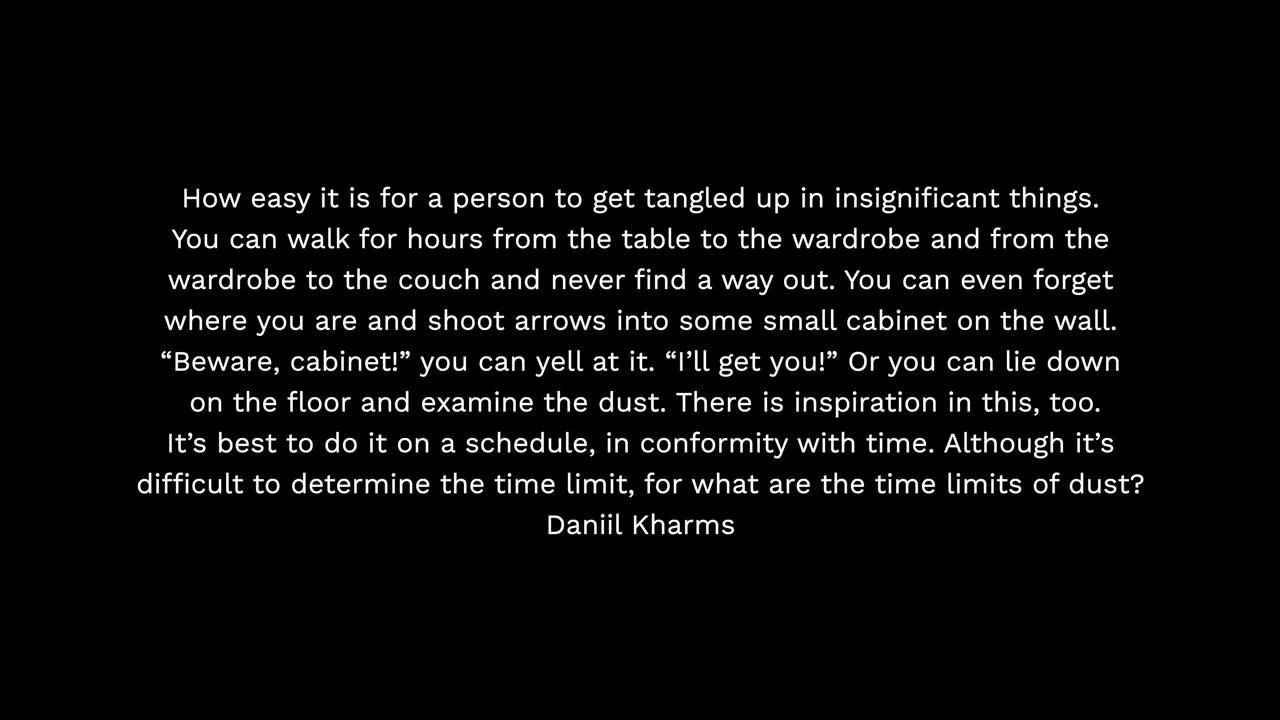 How easy it is for a person to get tangled up in insignificant things.
You can walk for hours from the table to the wardrobe and from the
wardrobe to the couch and never find a way out. You can even forget
where you are and shoot arrows into some small cabinet on the wall.
“Beware, cabinet!” you can yell at it. “I’ll get you!” Or you can lie down
on the floor and examine the dust. There is inspiration in this, too.
It’s best to do it on a schedule, in conformity with time. Although it’s
difficult to determine the time limit, for what are the time limits of dust?
Daniil Kharms